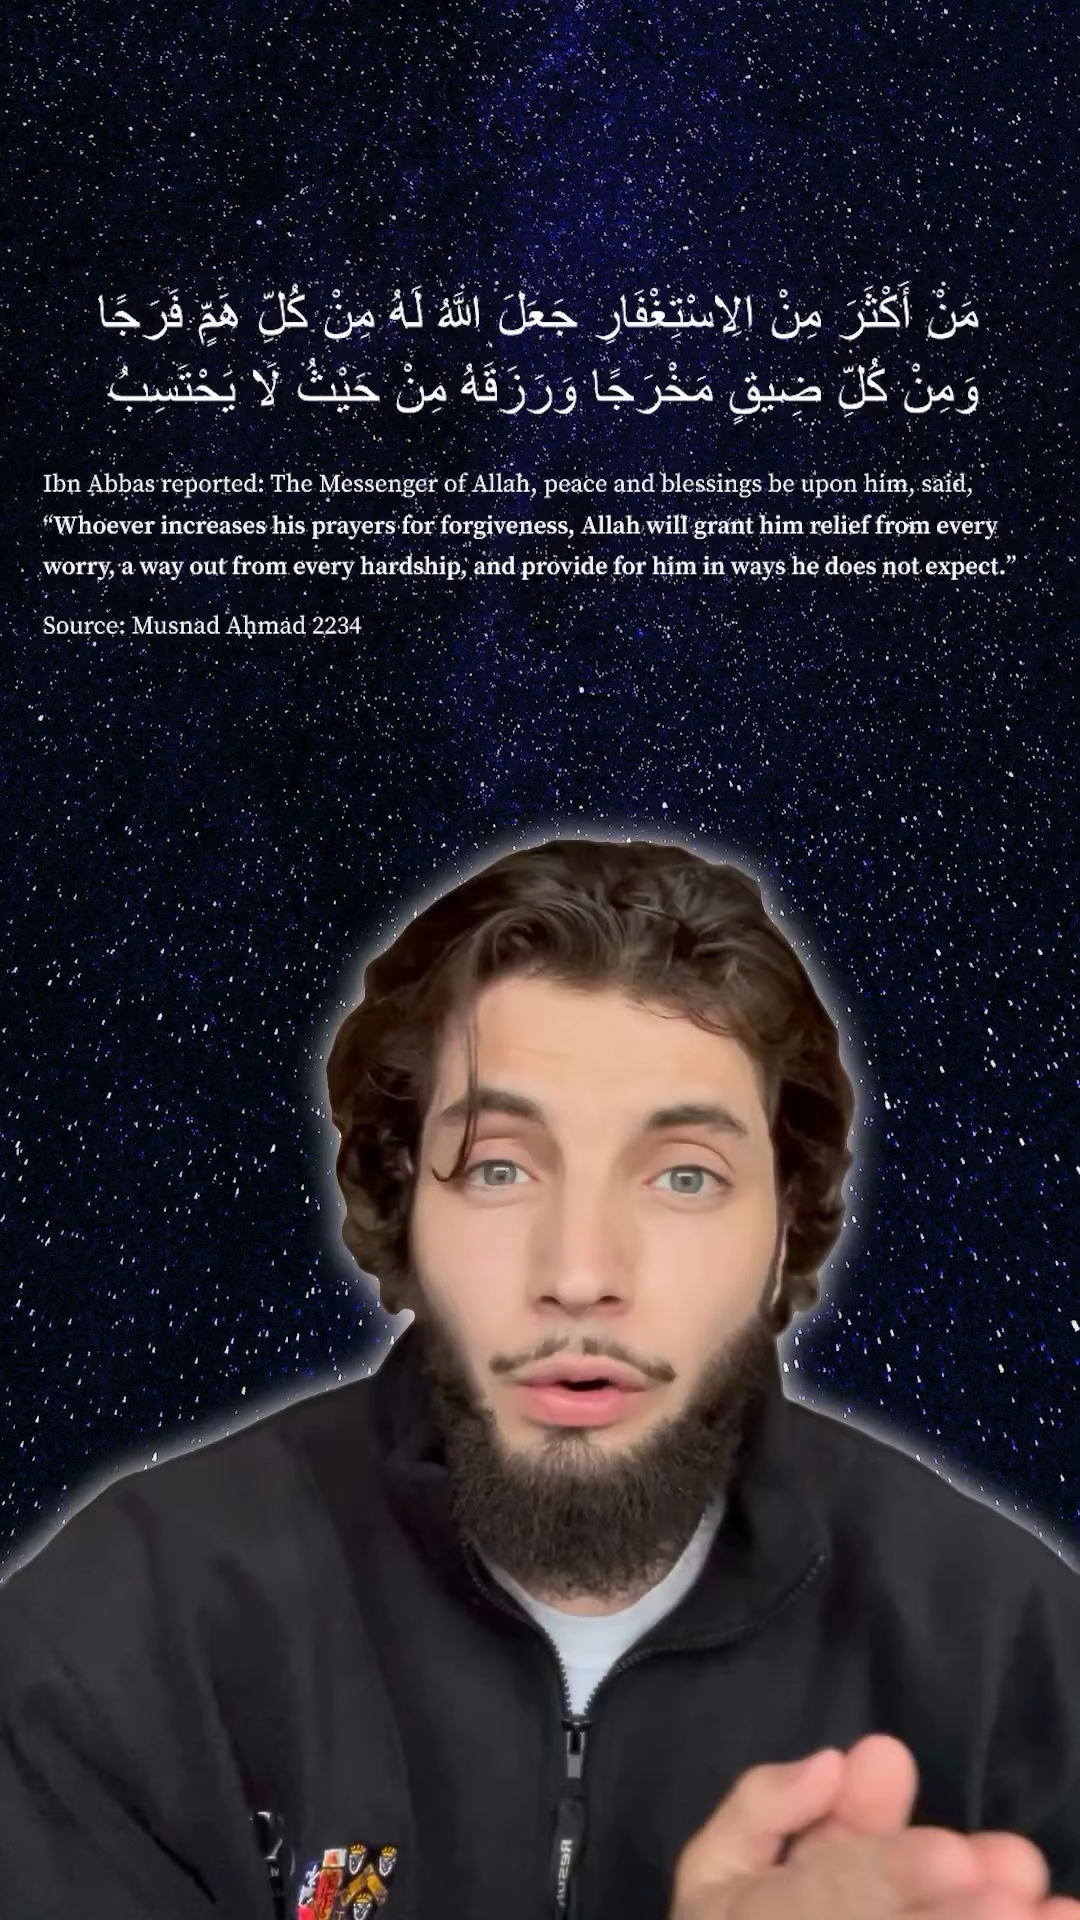 مَنْ أَكْثَرَ مِنْ الِاسْتِغْفَارِ جَعَلَ اللَّهُ لَهُ مِنْ كُلِّ هَمٍّ فَرَجًا
وَمِنْ كُلِّ ضِيقٍ مَخْرَجًا وَرَزَقَهُ مِنْ حَيْثُ لَا يَحْتَسِبُ
Ibn Abbas reported: The Messenger of Allah, peace and blessings be upon him, said,
“Whoever increases his prayers for forgiveness, Allah will grant him relief from every
worry, a way out from every hardship, and provide for him in ways he does not expect.”
Source: Musnad Aḥmad 2234